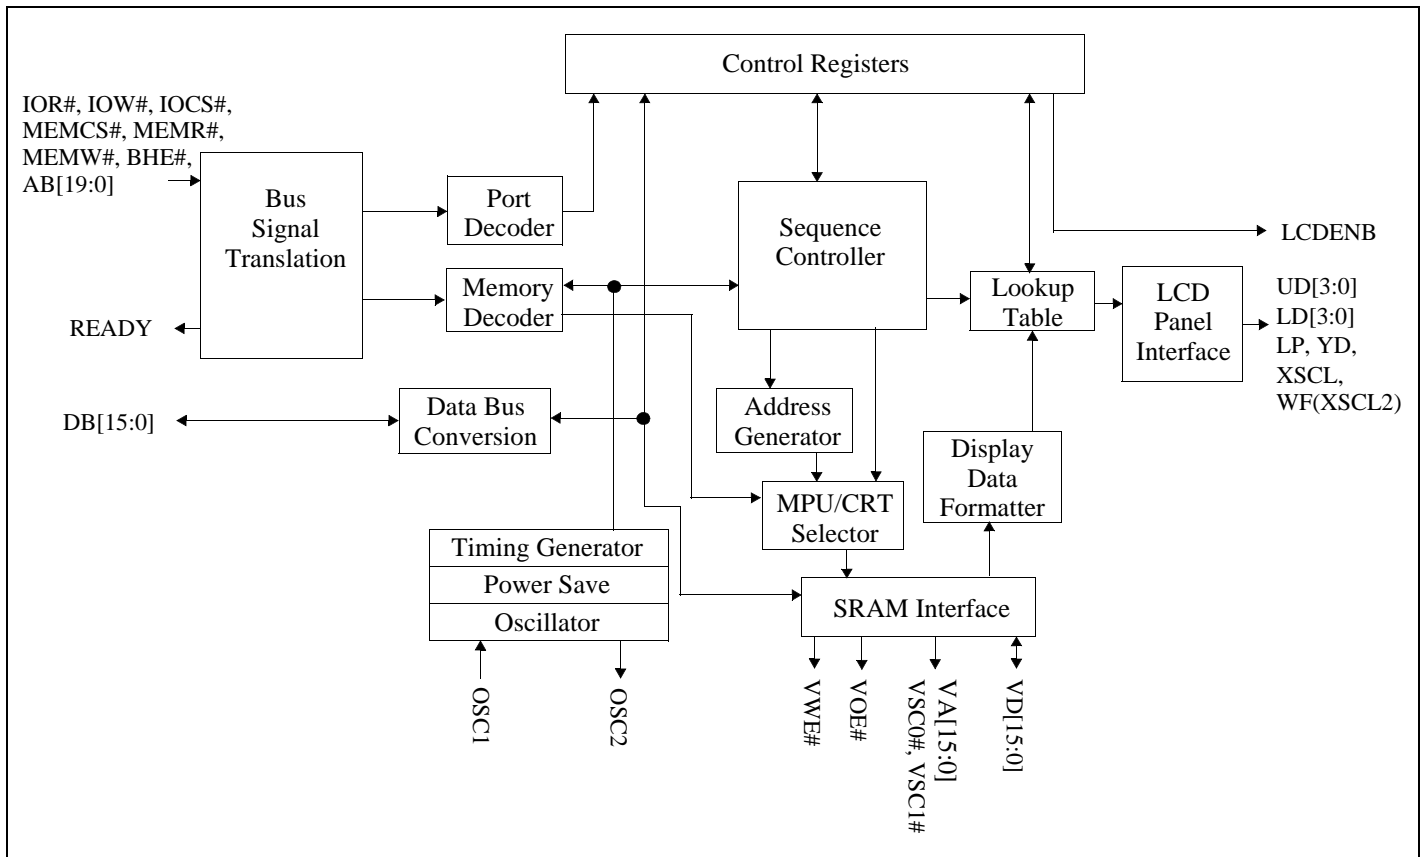 Control Registers
IOR#, IOW#, IOCS#,
MEMCS#, MEMR#,
MEMW#, BHE#,
AB[19:0]
Bus
Signal
Translation
Port
Decoder
Sequence
Controller
LCDENB
Memory
Decoder
Lookup
Table
LCD
Panel
Interface
UD[3:0]
LD[3:0]
LP, YD,
XSCL,
WF(XSCL2)
READY
DB[15:0]
Data Bus
Conversion
Address
Generator
Display
Data
Formatter
MPU/CRT
Selector
Timing Generator
Power Save
Oscillator
SRAM Interface
OSC1
OSC2
VWE#
VOE#
VA[15:0]
VSC0#, VSC1#
VD[15:0]